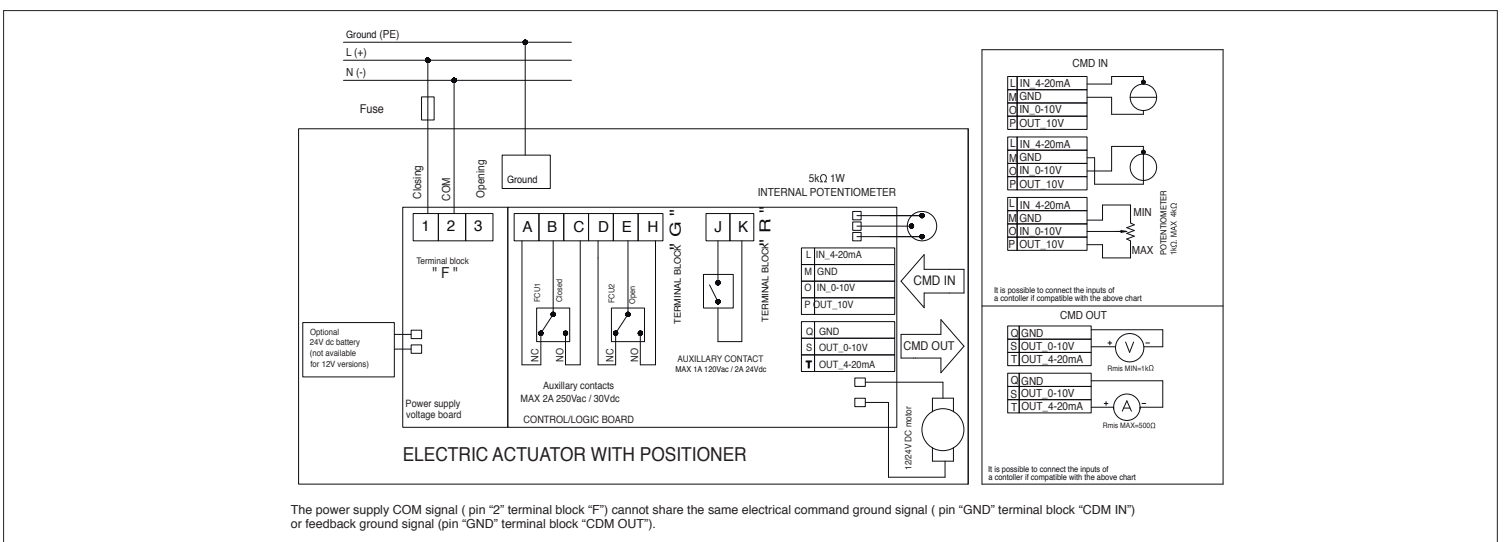 Ground (PE)
L (+)
N (-)
Fuse
Closing
COM
Opening
Ground
1 2 3
Terminal block
" F "
A B C D E H
TERMINAL BLOCK "G"
J K
TERMINAL BLOCK "R"
5kΩ 1W
INTERNAL POTENTIOMETER
L IN_4-20mA
M GND
O IN_0-10V
P OUT_10V
CMD IN
Q GND
S OUT_0-10V
T OUT_4-20mA
CMD OUT
FCU1
Closed
NC
NO
FCU2
Open
NC
NO
Auxillary contacts
MAX 2A 250Vac / 30Vdc
AUXILLARY CONTACT
MAX 1A 120Vac / 2A 24Vdc
Optional
24V dc battery
(not available
for 12V versions)
Power supply
voltage board
CONTROL/LOGIC BOARD
12/24V DC motor
ELECTRIC ACTUATOR WITH POSITIONER
CMD IN
L IN_4-20mA
M GND
O IN_0-10V
P OUT_10V
L IN_4-20mA
M GND
O IN_0-10V
P OUT_10V
L IN_4-20mA
M GND
O IN_0-10V
P OUT_10V
MIN
MAX
POTENTIOMETER
1kΩ. MAX. 4kΩ
It is possible to connect the inputs of
a contoller if compatible with the above chart
CMD OUT
Q GND
S OUT_0-10V
T OUT_4-20mA
+ V -
Rmis MIN=1kΩ
Q GND
S OUT_0-10V
T OUT_4-20mA
+ A -
Rmis MAX=500Ω
It is possible to connect the inputs of
a contoller if compatible with the above chart
The power supply COM signal ( pin “2” terminal block “F”) cannot share the same electrical command ground signal ( pin “GND” terminal block “CDM IN”)
or feedback ground signal (pin “GND” terminal block “CDM OUT”).